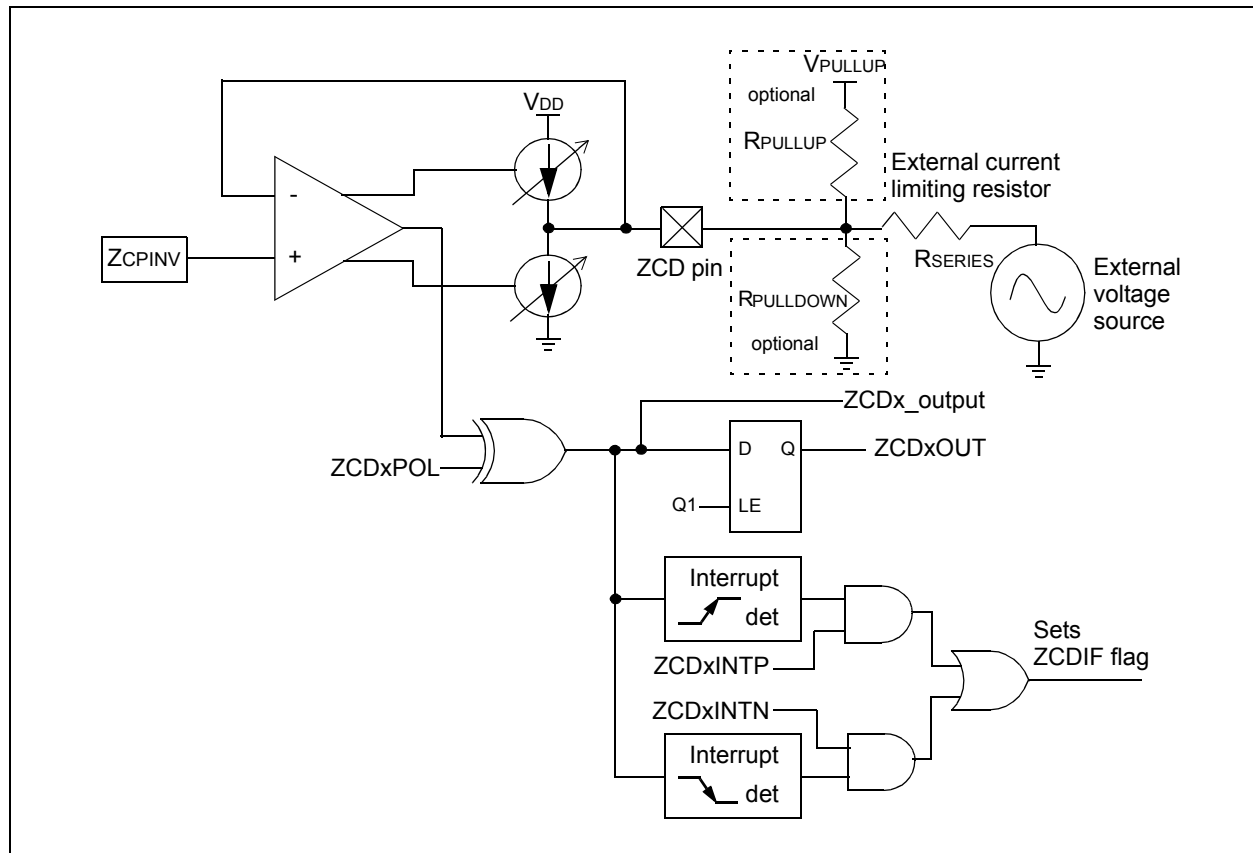 VPULLUP
optional
RPULLUP
VDD
External current
limiting resistor
-
+
ZCPINV
ZCD pin
RSERIES
RPULLDOWN
optional
External
voltage
source
ZCDx_output
ZCDxPOL
D Q
ZCDxOUT
Q1
LE
Interrupt
det
ZCDxINTP
Sets
ZCDIF flag
ZCDxINTN
Interrupt
det